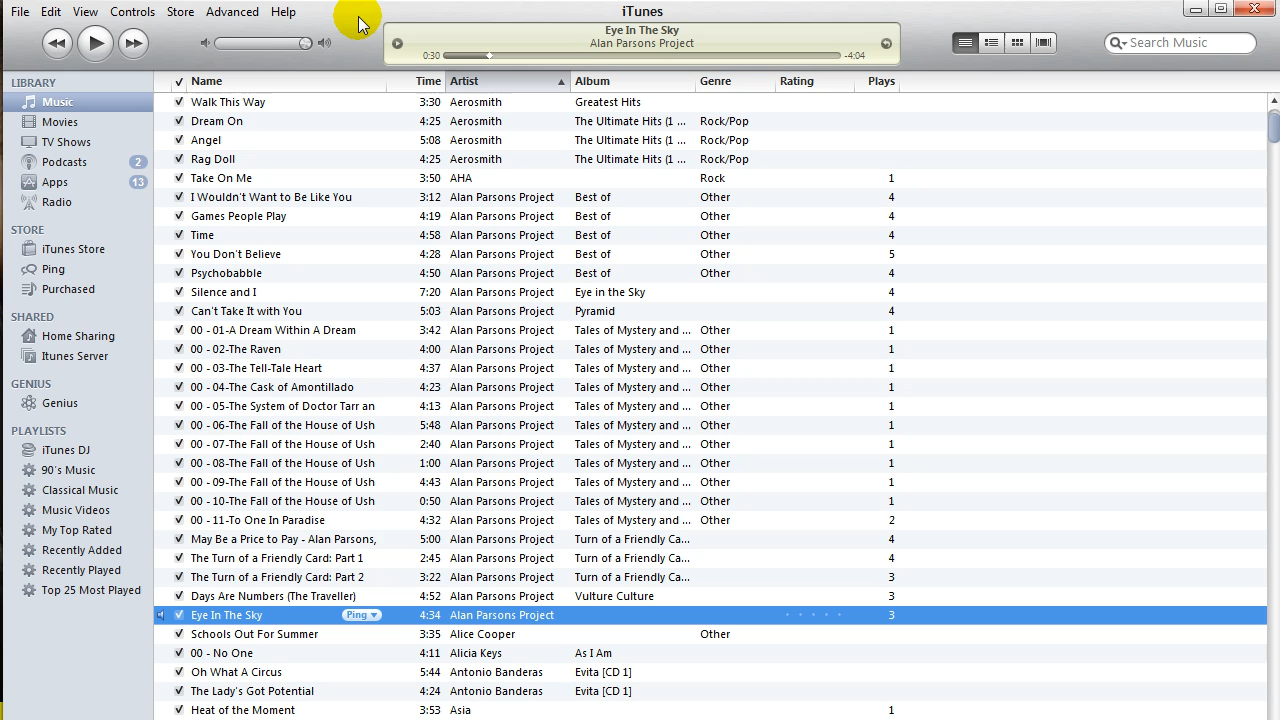 File Edit View Controls Store Advanced Help
iTunes
Eye In The Sky
Alan Parsons Project
0:30 -4:04
Search Music
LIBRARY
Music
Movies
TV Shows
Podcasts 2
Apps 13
Radio
STORE
iTunes Store
Ping
Purchased
SHARED
Home Sharing
Itunes Server
GENIUS
Genius
PLAYLISTS
iTunes DJ
90's Music
Classical Music
Music Videos
My Top Rated
Recently Added
Recently Played
Top 25 Most Played
Name Time Artist Album Genre Rating Plays
Walk This Way 3:30 Aerosmith Greatest Hits
Dream On 4:25 Aerosmith The Ultimate Hits (1 ... Rock/Pop
Angel 5:08 Aerosmith The Ultimate Hits (1 ... Rock/Pop
Rag Doll 4:25 Aerosmith The Ultimate Hits (1 ... Rock/Pop
Take On Me 3:50 AHA Rock 1
I Wouldn't Want to Be Like You 3:12 Alan Parsons Project Best of Other 4
Games People Play 4:19 Alan Parsons Project Best of Other 4
Time 4:58 Alan Parsons Project Best of Other 4
You Don't Believe 4:28 Alan Parsons Project Best of Other 5
Psychobabble 4:50 Alan Parsons Project Best of Other 4
Silence and I 7:20 Alan Parsons Project Eye in the Sky 4
Can't Take It with You 5:03 Alan Parsons Project Pyramid 4
00 - 01-A Dream Within A Dream 3:42 Alan Parsons Project Tales of Mystery and ... Other 1
00 - 02-The Raven 4:00 Alan Parsons Project Tales of Mystery and ... Other 1
00 - 03-The Tell-Tale Heart 4:37 Alan Parsons Project Tales of Mystery and ... Other 1
00 - 04-The Cask of Amontillado 4:23 Alan Parsons Project Tales of Mystery and ... Other 1
00 - 05-The System of Doctor Tarr an 4:13 Alan Parsons Project Tales of Mystery and ... Other 1
00 - 06-The Fall of the House of Ush 5:48 Alan Parsons Project Tales of Mystery and ... Other 1
00 - 07-The Fall of the House of Ush 2:40 Alan Parsons Project Tales of Mystery and ... Other 1
00 - 08-The Fall of the House of Ush 1:00 Alan Parsons Project Tales of Mystery and ... Other 1
00 - 09-The Fall of the House of Ush 4:32 Alan Parsons Project Tales of Mystery and ... Other 1
00 - 10-The Fall of the House of Ush 0:50 Alan Parsons Project Tales of Mystery and ... Other 1
00 - 11-To One In Paradise 4:32 Alan Parsons Project Tales of Mystery and ... Other 2
May Be a Price to Pay - Alan Parsons, 5:00 Alan Parsons Project Turn of a Friendly Ca... 4
The Turn of a Friendly Card: Part 1 2:45 Alan Parsons Project Turn of a Friendly Ca... 4
The Turn of a Friendly Card: Part 2 3:22 Alan Parsons Project Turn of a Friendly Ca... 3
Days Are Numbers (The Traveller) 4:52 Alan Parsons Project Vulture Culture 3
Eye In The Sky Ping 4:34 Alan Parsons Project 3
Schools Out For Summer 3:35 Alice Cooper Other
00 - No One 4:11 Alicia Keys As I Am
Oh What A Circus 5:44 Antonio Banderas Evita [CD 1]
The Lady's Got Potential 4:24 Antonio Banderas Evita [CD 1]
Heat of the Moment 3:53 Asia 1